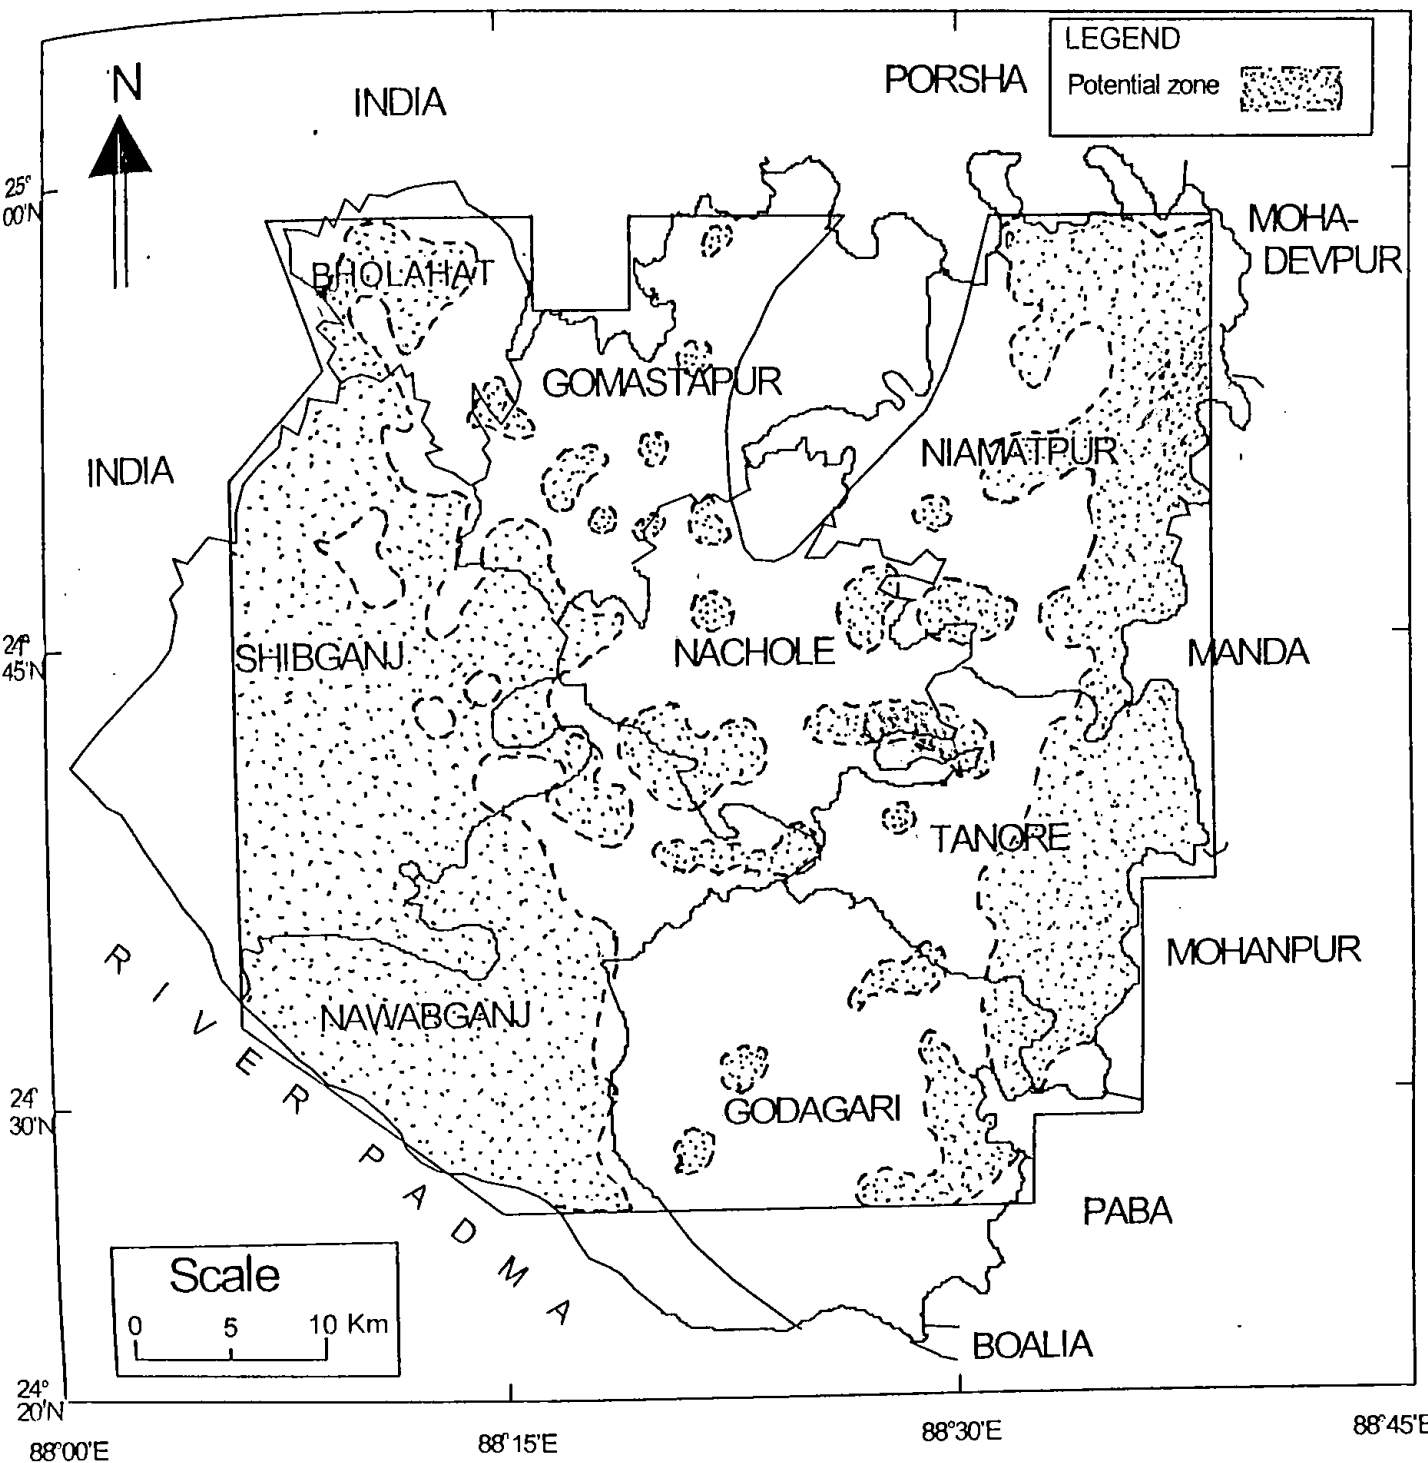 LEGEND
Potential zone
N
INDIA
PORSHA
25°
00'N
MOHA-
DEVPUR
BHOLAHAT
GOMASTAPUR
NIAMATPUR
INDIA
24°
45'N
SHIBGANJ
NACHOLE
MANDA
TANORE
MOHANPUR
NAWABGANJ
RIVER PADMA
24°
30'N
GODAGARI
PABA
Scale
0 5 10 Km
BOALIA
24°
20'N
88°00'E
88°15'E
88°30'E
88°45'E